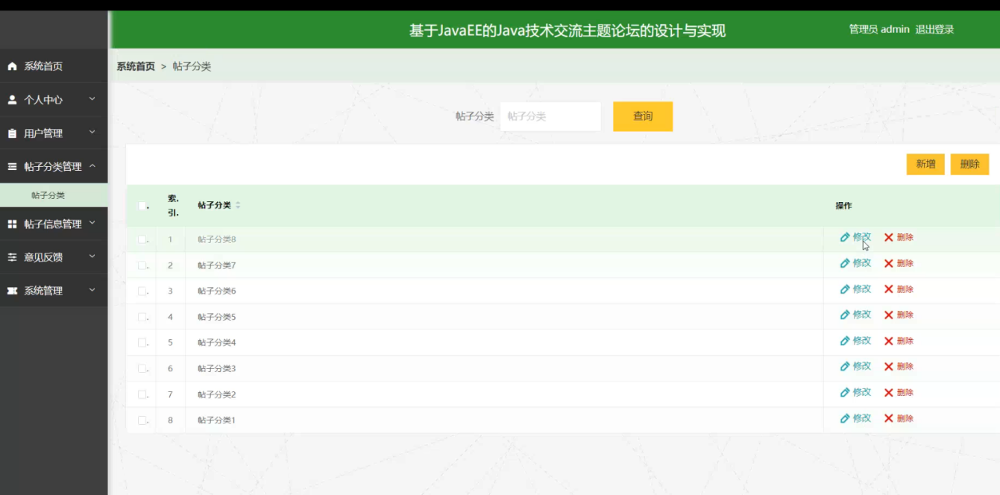 基于JavaEE的Java技术交流主题论坛的设计与实现
管理员 admin 退出登录
系统首页
个人中心
用户管理
帖子分类管理
帖子分类
帖子信息管理
意见反馈
系统管理
系统首页 > 帖子分类
帖子分类 帖子分类 查询
新增 删除
索. 引. 帖子分类 操作
1 帖子分类8 修改 删除
2 帖子分类7 修改 删除
3 帖子分类6 修改 删除
4 帖子分类5 修改 删除
5 帖子分类4 修改 删除
6 帖子分类3 修改 删除
7 帖子分类2 修改 删除
8 帖子分类1 修改 删除